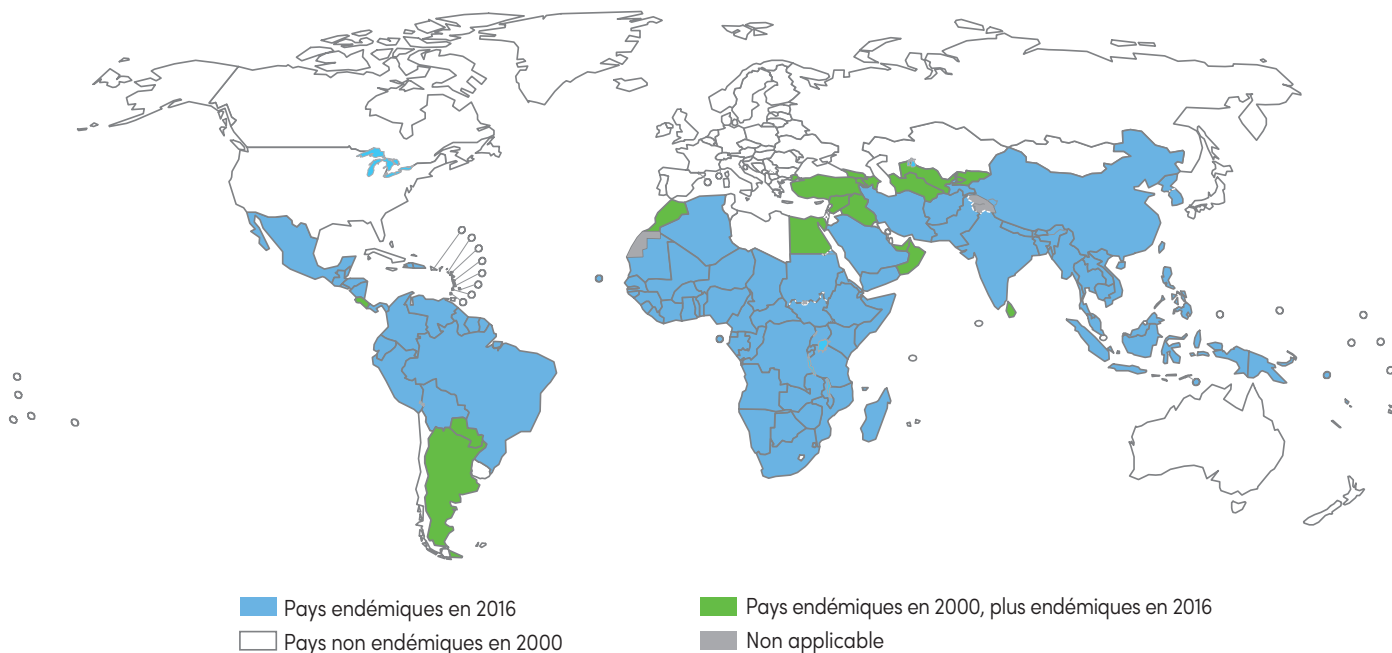 Pays endémiques en 2016
Pays endémiques en 2000, plus endémiques en 2016
Pays non endémiques en 2000
Non applicable